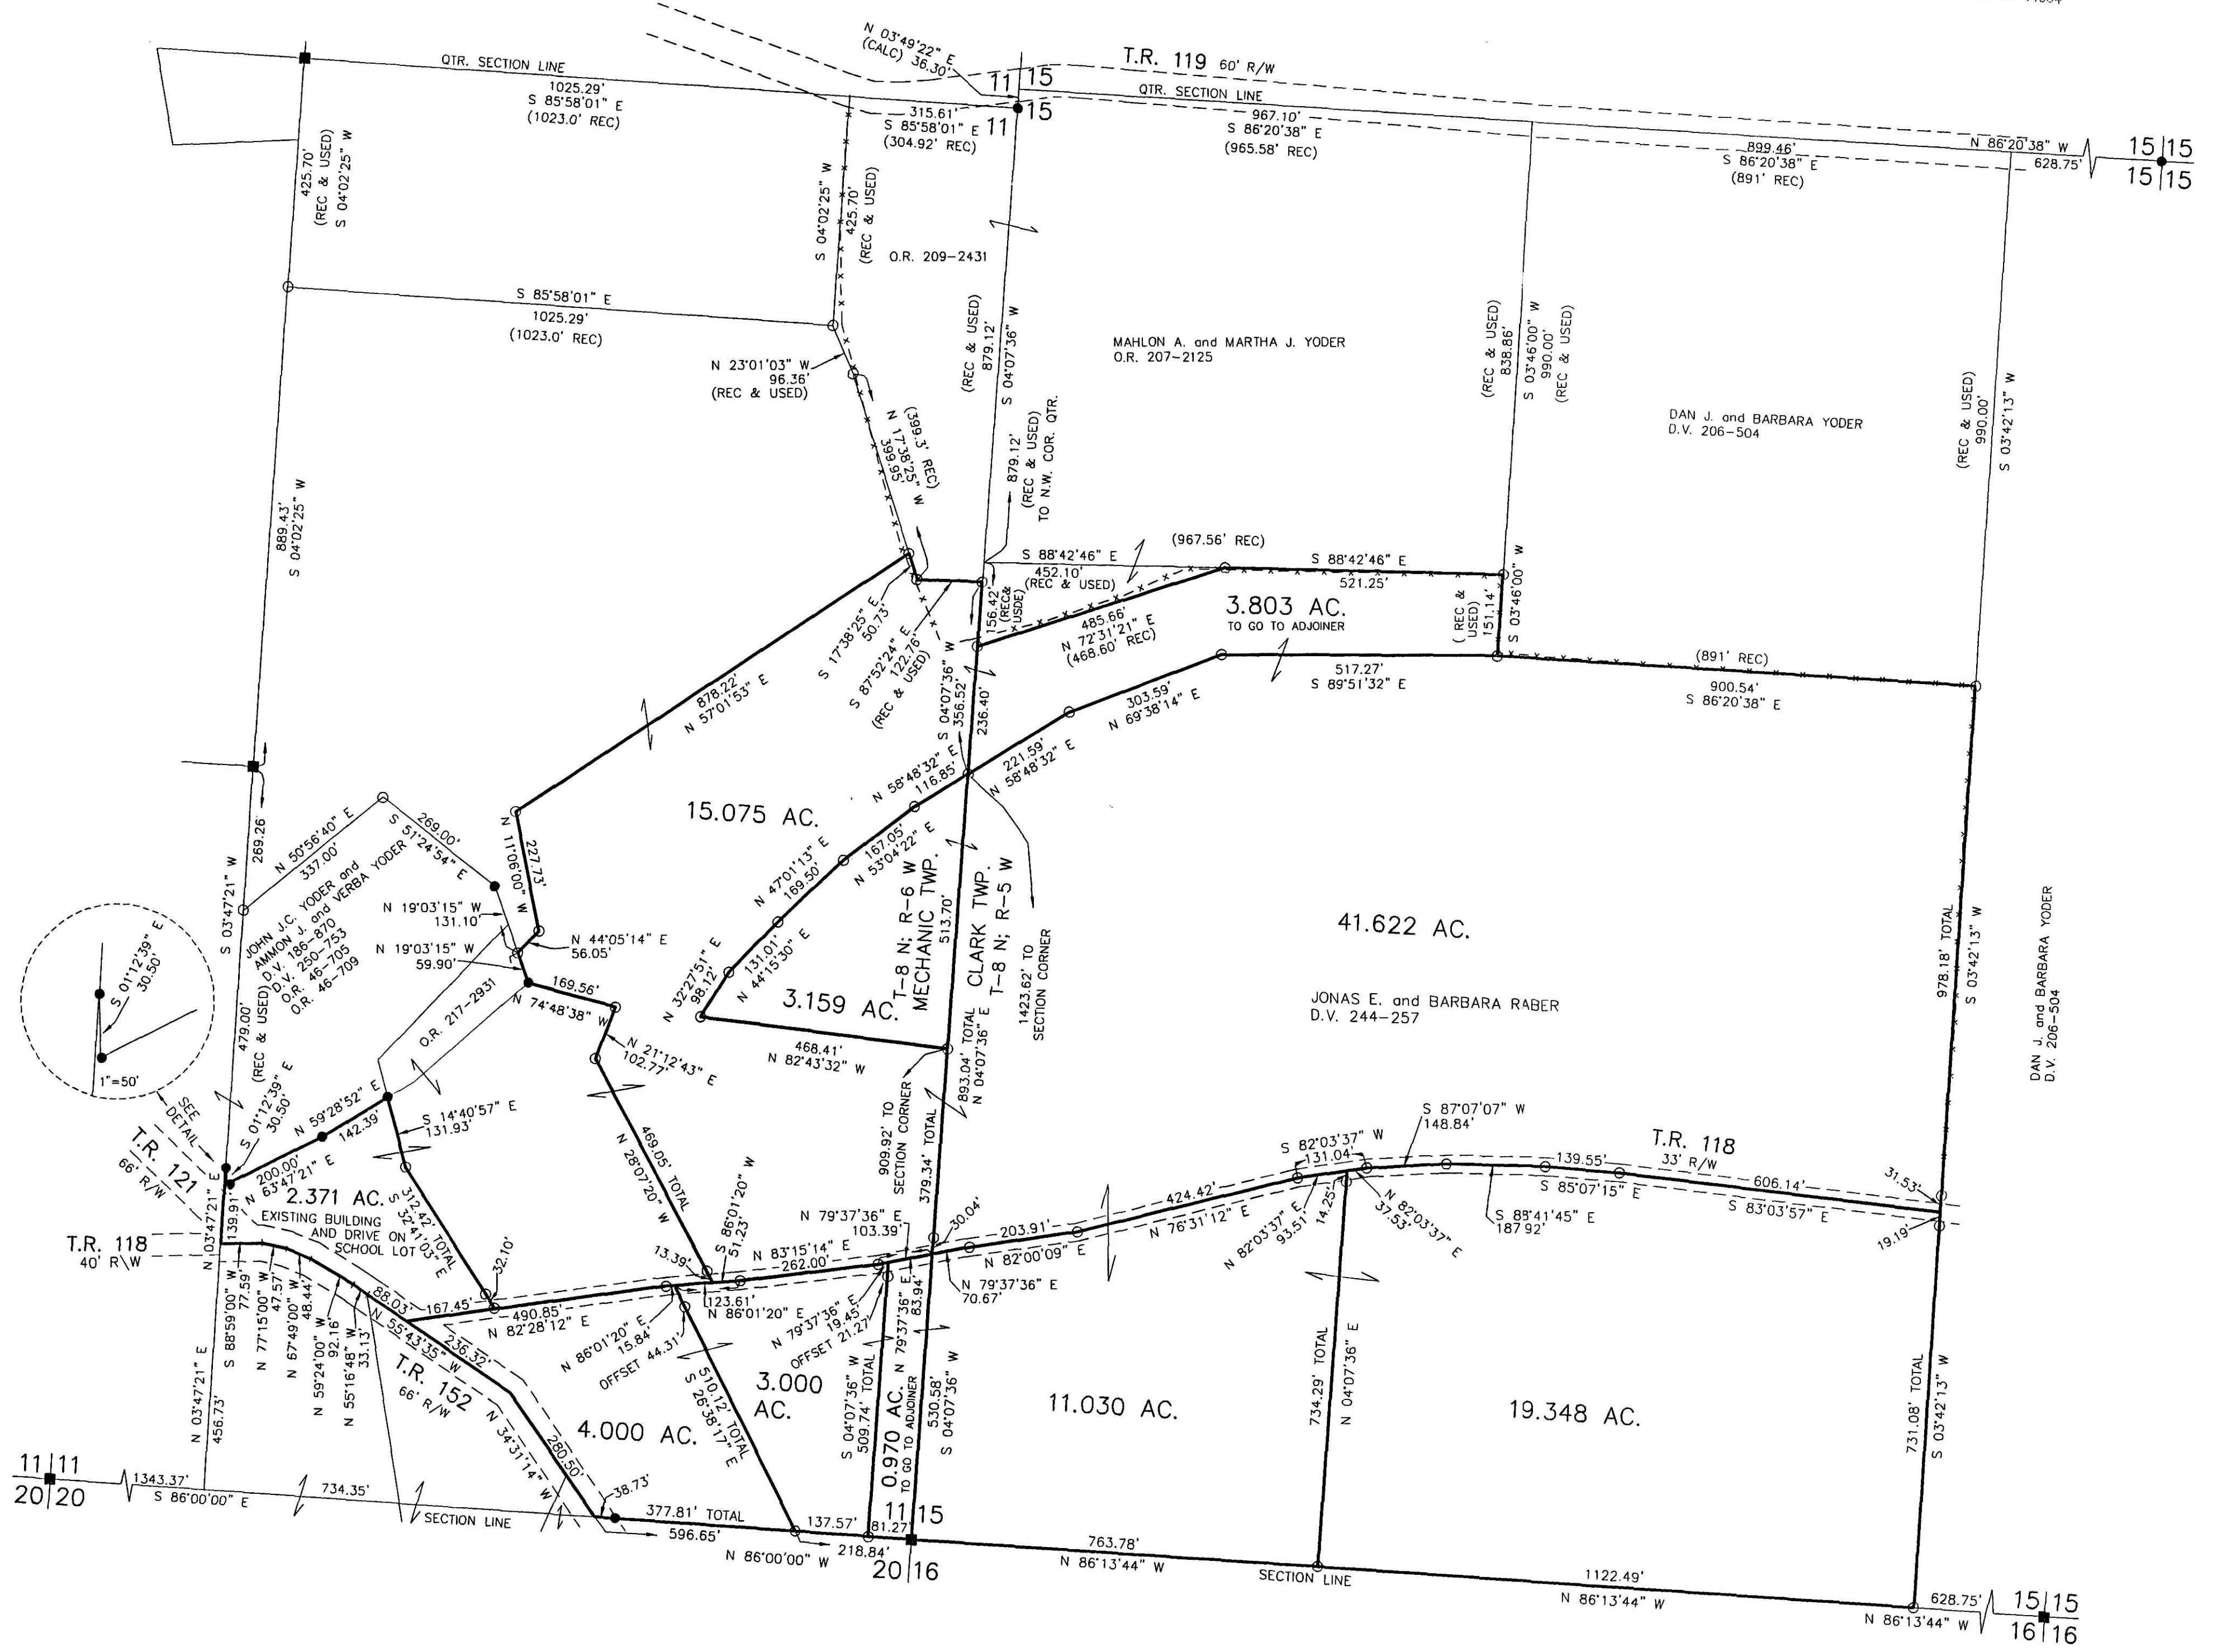 N 03°49'22" E
(CALC) 36.30'
T.R. 119 60' R/W
QTR. SECTION LINE
1025.29'
S 85°58'01" E
(1023.0' REC)
315.61'
S 85°58'01" E
(304.92' REC)
11 15
11 15
QTR. SECTION LINE
967.10'
S 86°20'38" E
(965.58' REC)
899.46'
S 86°20'38" E
(891' REC)
N 86°20'38" W
628.75'
15 15
15 15
425.70'
(REC & USED)
S 04°02'25" W
S 04°02'25" W
425.70'
(REC & USED)
O.R. 209-2431
S 85°58'01" E
1025.29'
(1023.0' REC)
N 23°01'03" W
96.36'
(REC & USED)
(399.3' REC)
N 17°38'25" W
399.95'
(REC & USED)
879.12'
S 04°07'36" W
879.12'
(REC & USED)
TO N.W. COR. QTR.
MAHLON A. and MARTHA J. YODER
O.R. 207-2125
(REC & USED)
838.86'
S 03°46'00" W
990.00'
(REC & USED)
DAN J. and BARBARA YODER
D.V. 206-504
(REC & USED)
990.00'
S 03°42'13" W
889.43'
S 04°02'25" W
S 88°42'46" E
452.10'
(REC & USED)
(967.56' REC)
S 88°42'46" E
521.25'
156.42'
(REC&
USDE)
485.66'
N 72°31'21" E
(468.60' REC)
3.803 AC.
TO GO TO ADJOINER
( REC &
USED)
151.14'
S 03°46'00" W
S 17°38'25" E
50.73'
S 87°52'24" E
122.76'
(REC & USED)
S 04°07'36" W
356.52'
236.40'
878.22'
N 57°01'53" E
303.59'
N 69°38'14" E
517.27'
S 89°51'32" E
(891' REC)
900.54'
S 86°20'38" E
221.59'
N 58°48'32" E
N 58°48'32" E
116.85'
15.075 AC.
167.05'
N 53°04'22" E
N 47°01'13" E
169.50'
131.01'
N 44°15'30" E
N 32°27'51" E
98.12'
3.159 AC.
468.41'
N 82°43'32" W
T-8 N; R-6 W
MECHANIC TWP.
513.70'
CLARK TWP.
T-8 N; R-5 W
1423.62' TO
SECTION CORNER
41.622 AC.
JONAS E. and BARBARA RABER
D.V. 244-257
978.18' TOTAL
S 03°42'13" W
DAN J. and BARBARA YODER
D.V. 206-504
269.26'
S 03°47'21" W
N 50°56'40" E
337.00'
269.00'
S 51°24'54" E
N 11°06'00" W
227.73'
JOHN J.C. YODER and
AMMON J. and VERBA YODER
D.V. 186-870
D.V. 250-753
O.R. 46-705
O.R. 46-709
N 19°03'15" W
131.10'
N 19°03'15" W
59.90'
N 44°05'14" E
56.05'
169.56'
N 74°48'38" W
O.R. 217-2931
N 21°12'43" E
102.77'
S 01°12'39" E
30.50'
1"=50'
SEE
DETAIL
479.00'
(REC & USED)
S 01°12'39" E
30.50'
N 59°28'52" E
142.39'
200.00'
N 63°47'21" E
S 14°40'57" E
131.93'
T.R. 121
66' R/W
2.371 AC.
EXISTING BUILDING
AND DRIVE ON
SCHOOL LOT
312.42' TOTAL
S 32°41'03" E
32.10'
469.05' TOTAL
N 28°07'20" W
13.39'
S 86°01'20" W
51.23'
N 83°15'14" E
262.00'
N 79°37'36" E
103.39'
909.92' TO
SECTION CORNER
379.34' TOTAL
893.04' TOTAL
N 04°07'36" E
30.04'
203.91'
N 82°00'09" E
N 79°37'36" E
70.67'
424.42'
N 76°31'12" E
S 82°03'37" W
131.04'
S 87°07'07" W
148.84'
N 82°03'37" E
93.51'
14.25'
N 82°03'37" E
37.53'
139.55'
S 85°07'15" E
S 88°41'45" E
187.92'
T.R. 118
33' R/W
606.14'
S 83°03'57" E
31.53'
19.19'
T.R. 118
40' R\W
N 03°47'21" E
139.91'
S 88°59'00" W
77.59'
N 77°15'00" W
47.57'
N 67°49'00" W
48.44'
N 59°24'00" W
92.16'
N 55°16'48" W
33.13'
88.03'
N 55°43'35" W
236.32'
167.45'
490.85'
N 82°28'12" E
T.R. 152
66' R/W
N 34°31'14" W
280.50'
N 86°01'20" E
15.84'
OFFSET 44.31'
123.61'
N 86°01'20" E
N 79°37'36" E
19.45'
OFFSET 21.27'
N 79°37'36" E
83.94'
510.12' TOTAL
S 26°38'17" E
4.000 AC.
3.000
AC.
S 04°07'36" W
509.74' TOTAL
0.970 AC.
TO GO TO ADJOINER
530.58'
S 04°07'36" W
11.030 AC.
734.29' TOTAL
N 04°07'36" E
19.348 AC.
731.08' TOTAL
S 03°42'13" W
N 03°47'21" E
456.73'
11 11
20 20
1343.37'
S 86°00'00" E
734.35'
SECTION LINE
38.73'
377.81' TOTAL
596.65'
N 86°00'00" W
137.57'
81.27'
218.84'
11 15
20 16
763.78'
N 86°13'44" W
SECTION LINE
1122.49'
N 86°13'44" W
628.75'
N 86°13'44" W
15 15
16 16